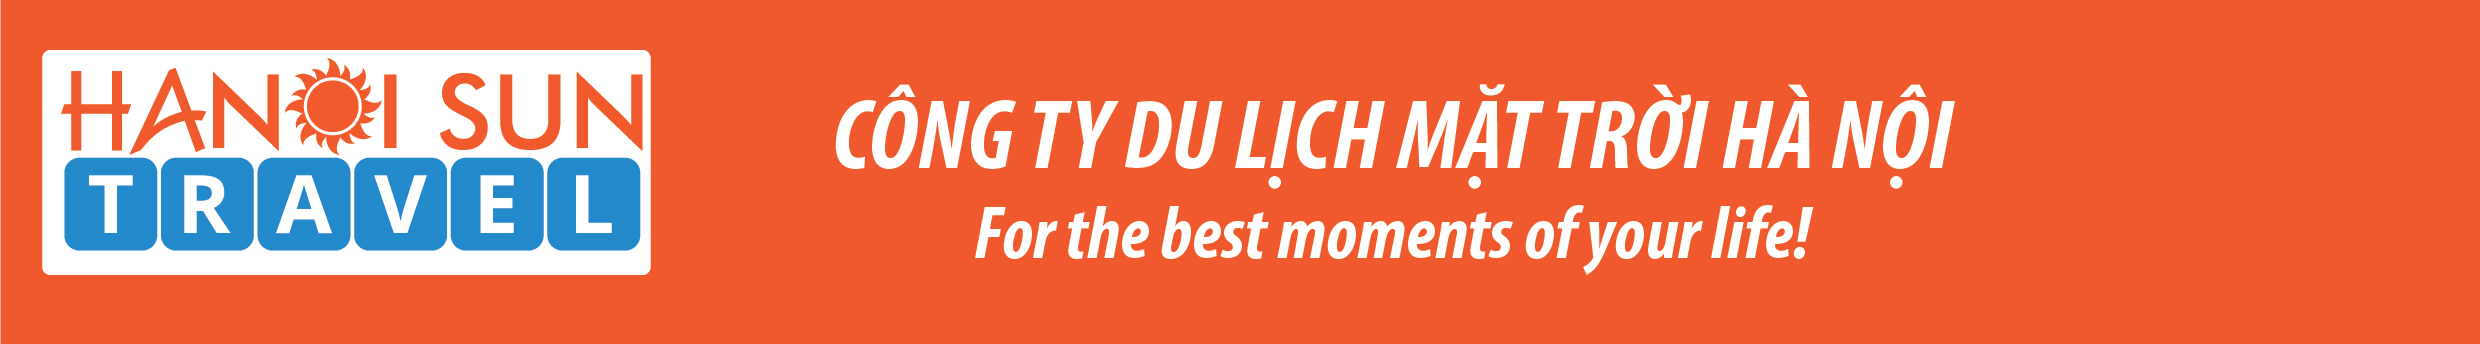 HANOI SUN
TRAVEL
CÔNG TY DU LỊCH MẶT TRỜI HÀ NỘI
For the best moments of your life!